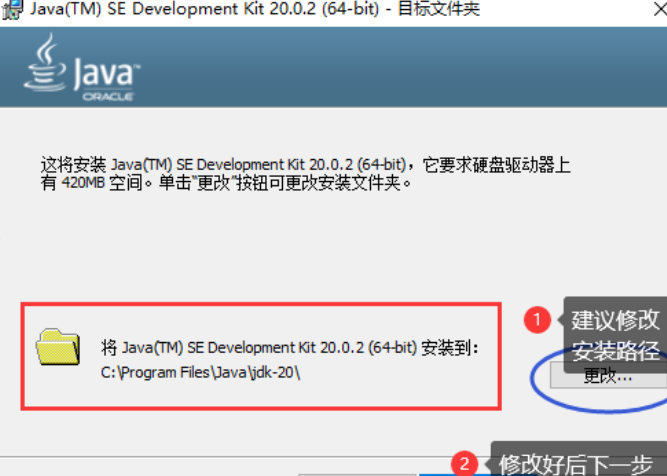 Java(TM) SE Development Kit 20.0.2 (64-bit) - 目标文件夹
Java™
ORACLE
这将安装 Java(TM) SE Development Kit 20.0.2 (64-bit)，它要求硬盘驱动器上
有 420MB 空间。单击“更改”按钮可更改安装文件夹。
1 建议修改
安装路径
将 Java(TM) SE Development Kit 20.0.2 (64-bit) 安装到：
C:\Program Files\Java\jdk-20\
更改...
2 修改好后下一步